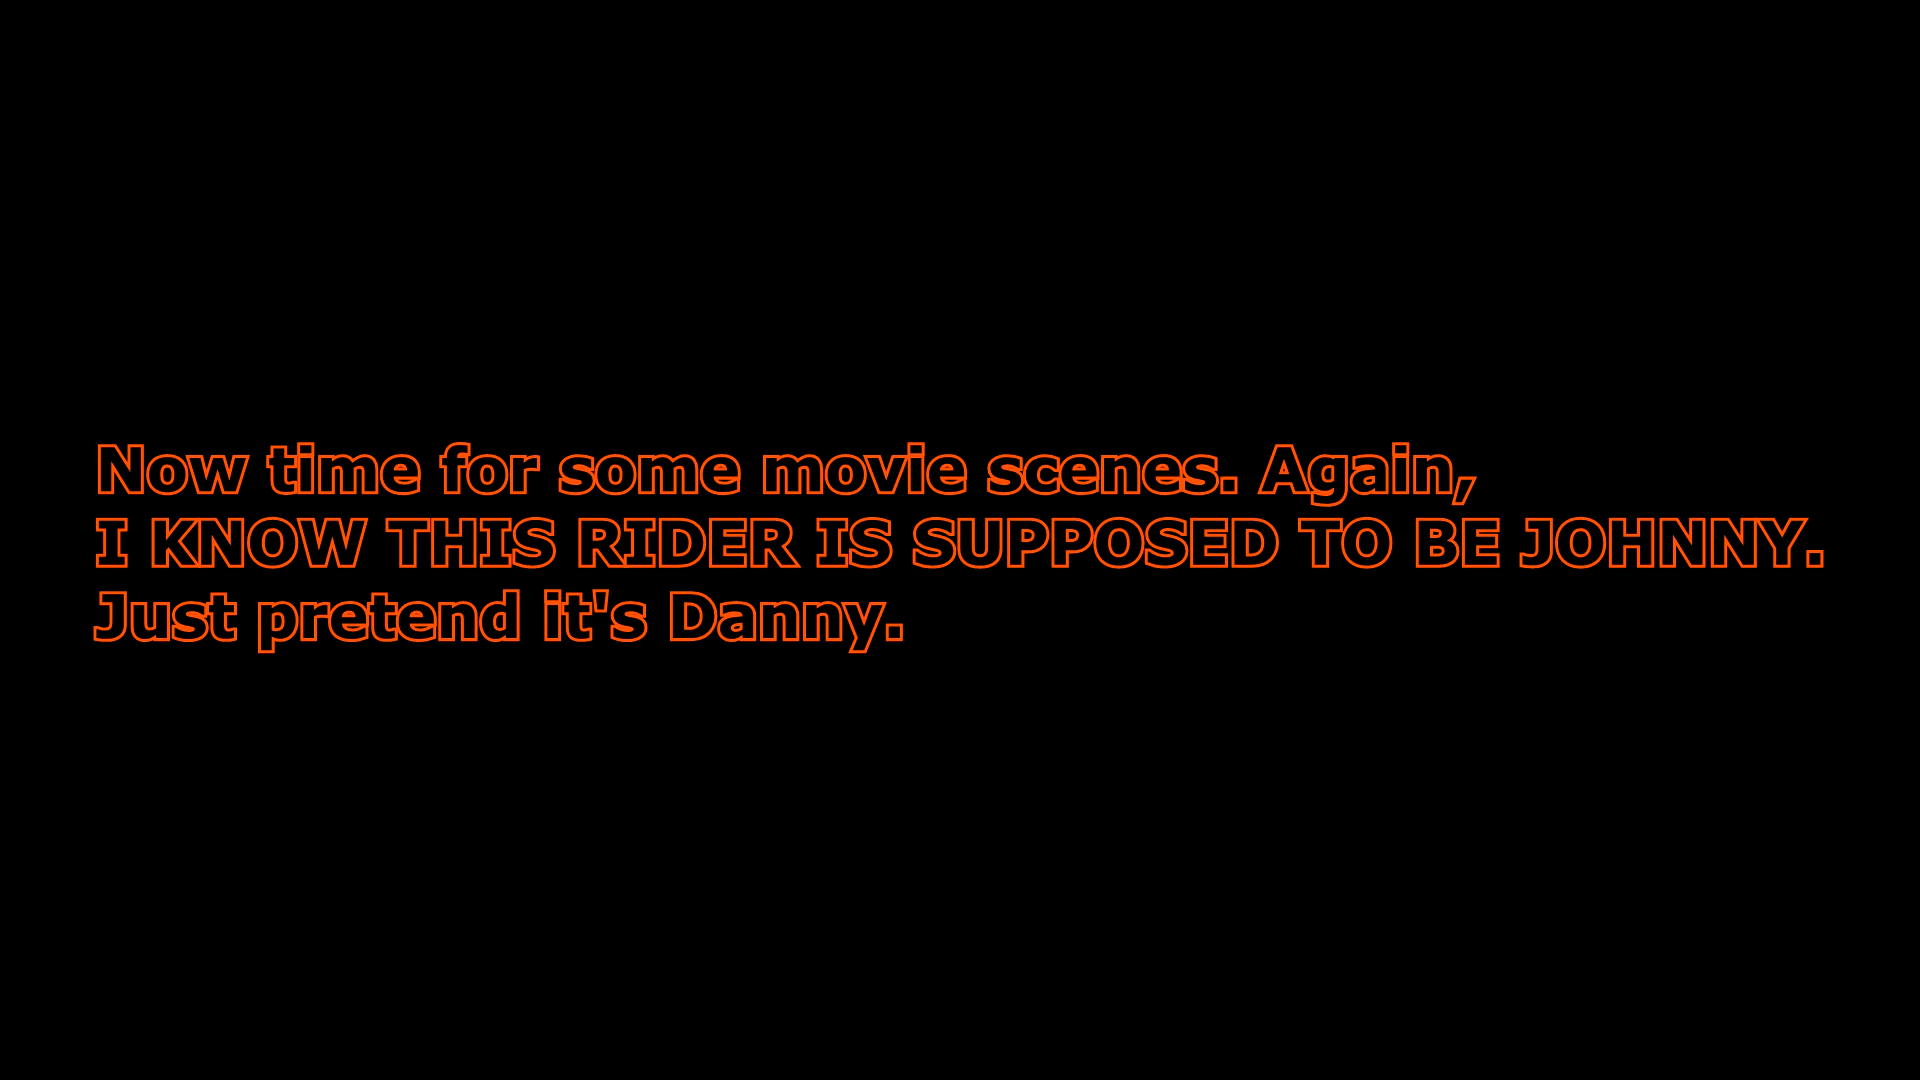 Now time for some movie scenes. Again,
I KNOW THIS RIDER IS SUPPOSED TO BE JOHNNY.
Just pretend it's Danny.